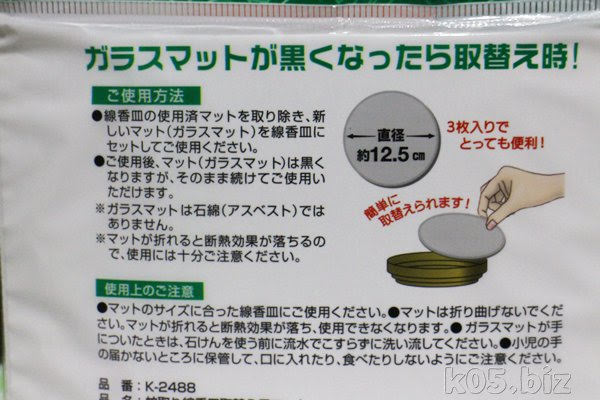 ガラスマットが黒くなったら取替え時!
ご使用方法
●線香皿の使用済マットを取り除き、新
しいマット(ガラスマット)を線香皿に
セットしてご使用ください。
●ご使用後、マット(ガラスマット)は黒く
なりますが、そのまま続けてご使用い
ただけます。
※ガラスマットは石綿(アスベスト)では
ありません。
※マットが折れると断熱効果が落ちるの
で、使用には十分ご注意ください。
直径
約12.5cm
3枚入りで
とっても便利!
簡単に
取替えられます!
使用上のご注意
●マットのサイズに合った線香皿にご使用ください。●マットは折り曲げないでくだ
さい。マットが折れると断熱効果が落ち、使用できなくなります。●ガラスマットが手
についたときは、石けんを使う前に流水でこすらずに洗い流してください。●小児の手
の届かないところに保管して、口に入れたり、食べたりしないようにご注意ください。
品 番:K-2488
k05.biz